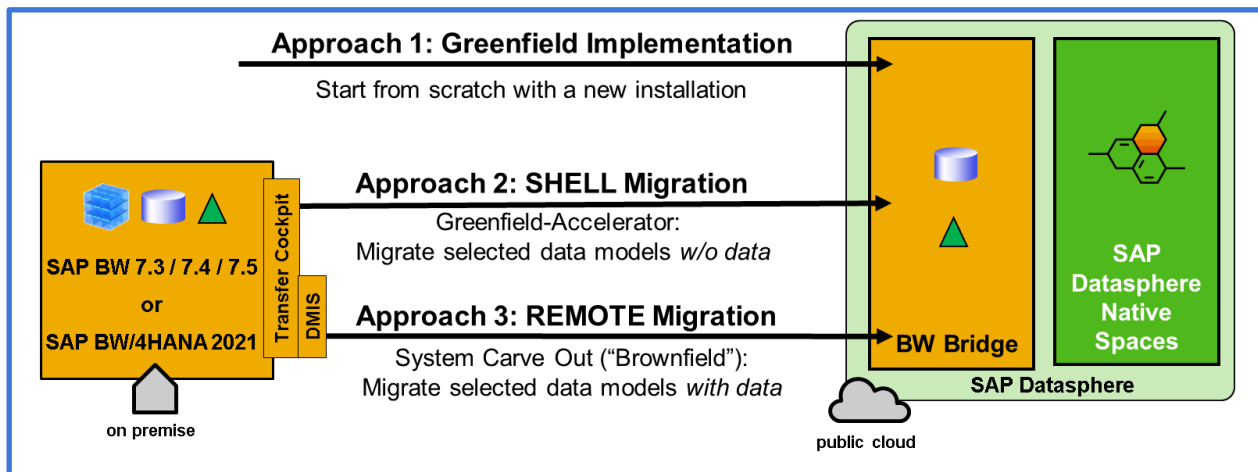 Approach 1: Greenfield Implementation
Start from scratch with a new installation
Approach 2: SHELL Migration
Greenfield-Accelerator:
Migrate selected data models w/o data
Approach 3: REMOTE Migration
System Carve Out (“Brownfield”):
Migrate selected data models with data
SAP BW 7.3 / 7.4 / 7.5
or
SAP BW/4HANA 2021
Transfer Cockpit
DMIS
on premise
BW Bridge
SAP
Datasphere
Native
Spaces
SAP Datasphere
public cloud